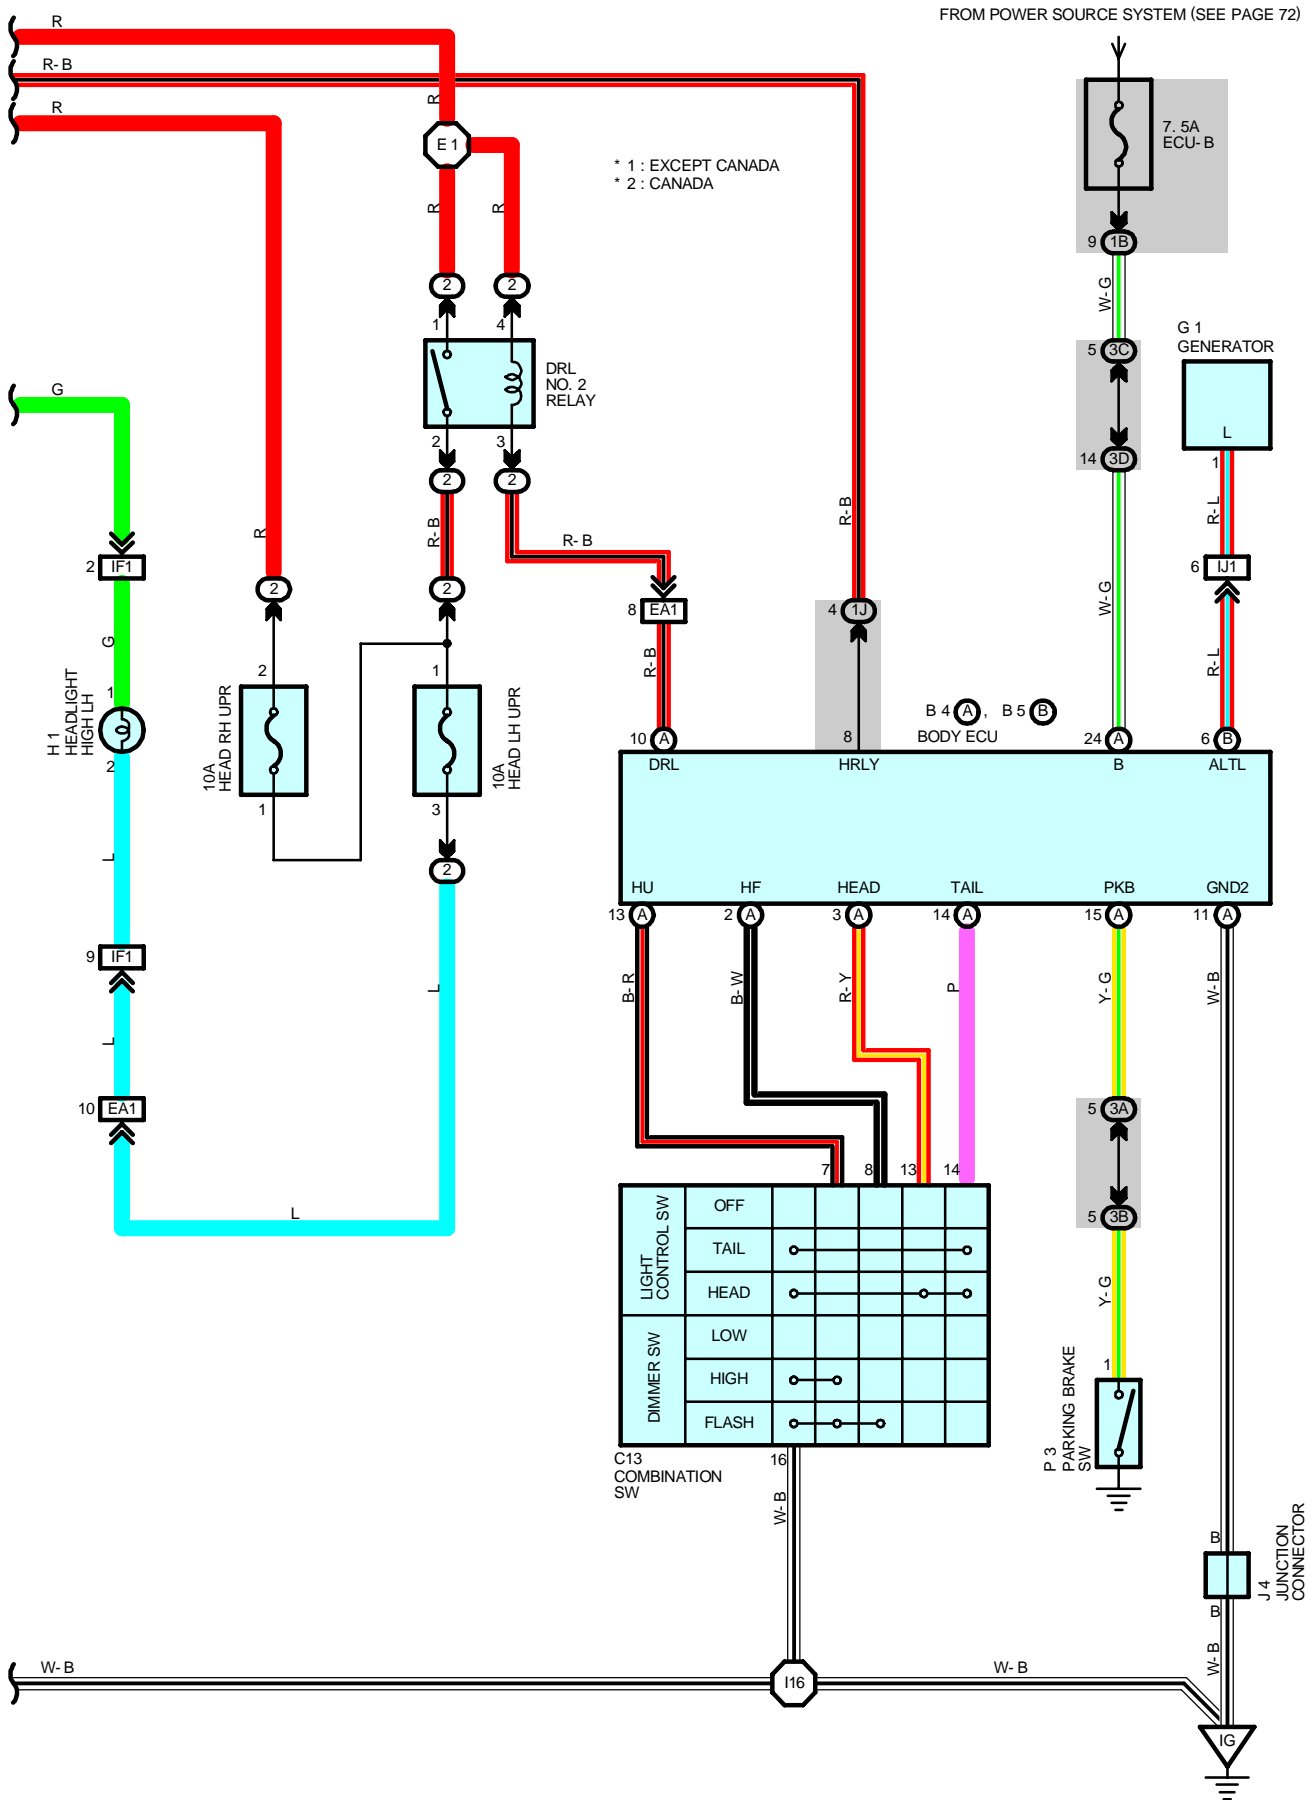 FROM POWER SOURCE SYSTEM (SEE PAGE 72)
R
R-B
R
R
E 1
* 1 : EXCEPT CANADA
* 2 : CANADA
7. 5A
ECU-B
R
R
9 1B
W-G
2
2
1
4
G 1
GENERATOR
5 3C
DRL
NO. 2
RELAY
G
L
2
3
14 3D
1
2
2
R-B
R-L
R
R-B
R-B
2 IF1
6 IJ1
2
2
W-G
8 EA1
4 1J
G
R-B
R-L
2
1
1
H 1
HEADLIGHT
HIGH LH
10A
HEAD RH UPR
10A
HEAD LH UPR
B 4 A , B 5 B
BODY ECU
10 A
8
24 A
6 B
DRL
HRLY
B
ALTL
2
1
3
L
2
HU
HF
HEAD
TAIL
PKB
GND2
13 A
2 A
3 A
14 A
15 A
11 A
9 IF1
L
B-R
B-W
R-Y
P
Y-G
W-B
L
10 EA1
5 3A
7
8
13
14
L
5 3B
LIGHT
CONTROL SW
OFF
TAIL
HEAD
Y-G
DIMMER SW
LOW
HIGH
FLASH
1
P 3
PARKING BRAKE
SW
C13
COMBINATION
SW
16
W-B
B
J 4
JUNCTION
CONNECTOR
B
W-B
W-B
I16
W-B
IG